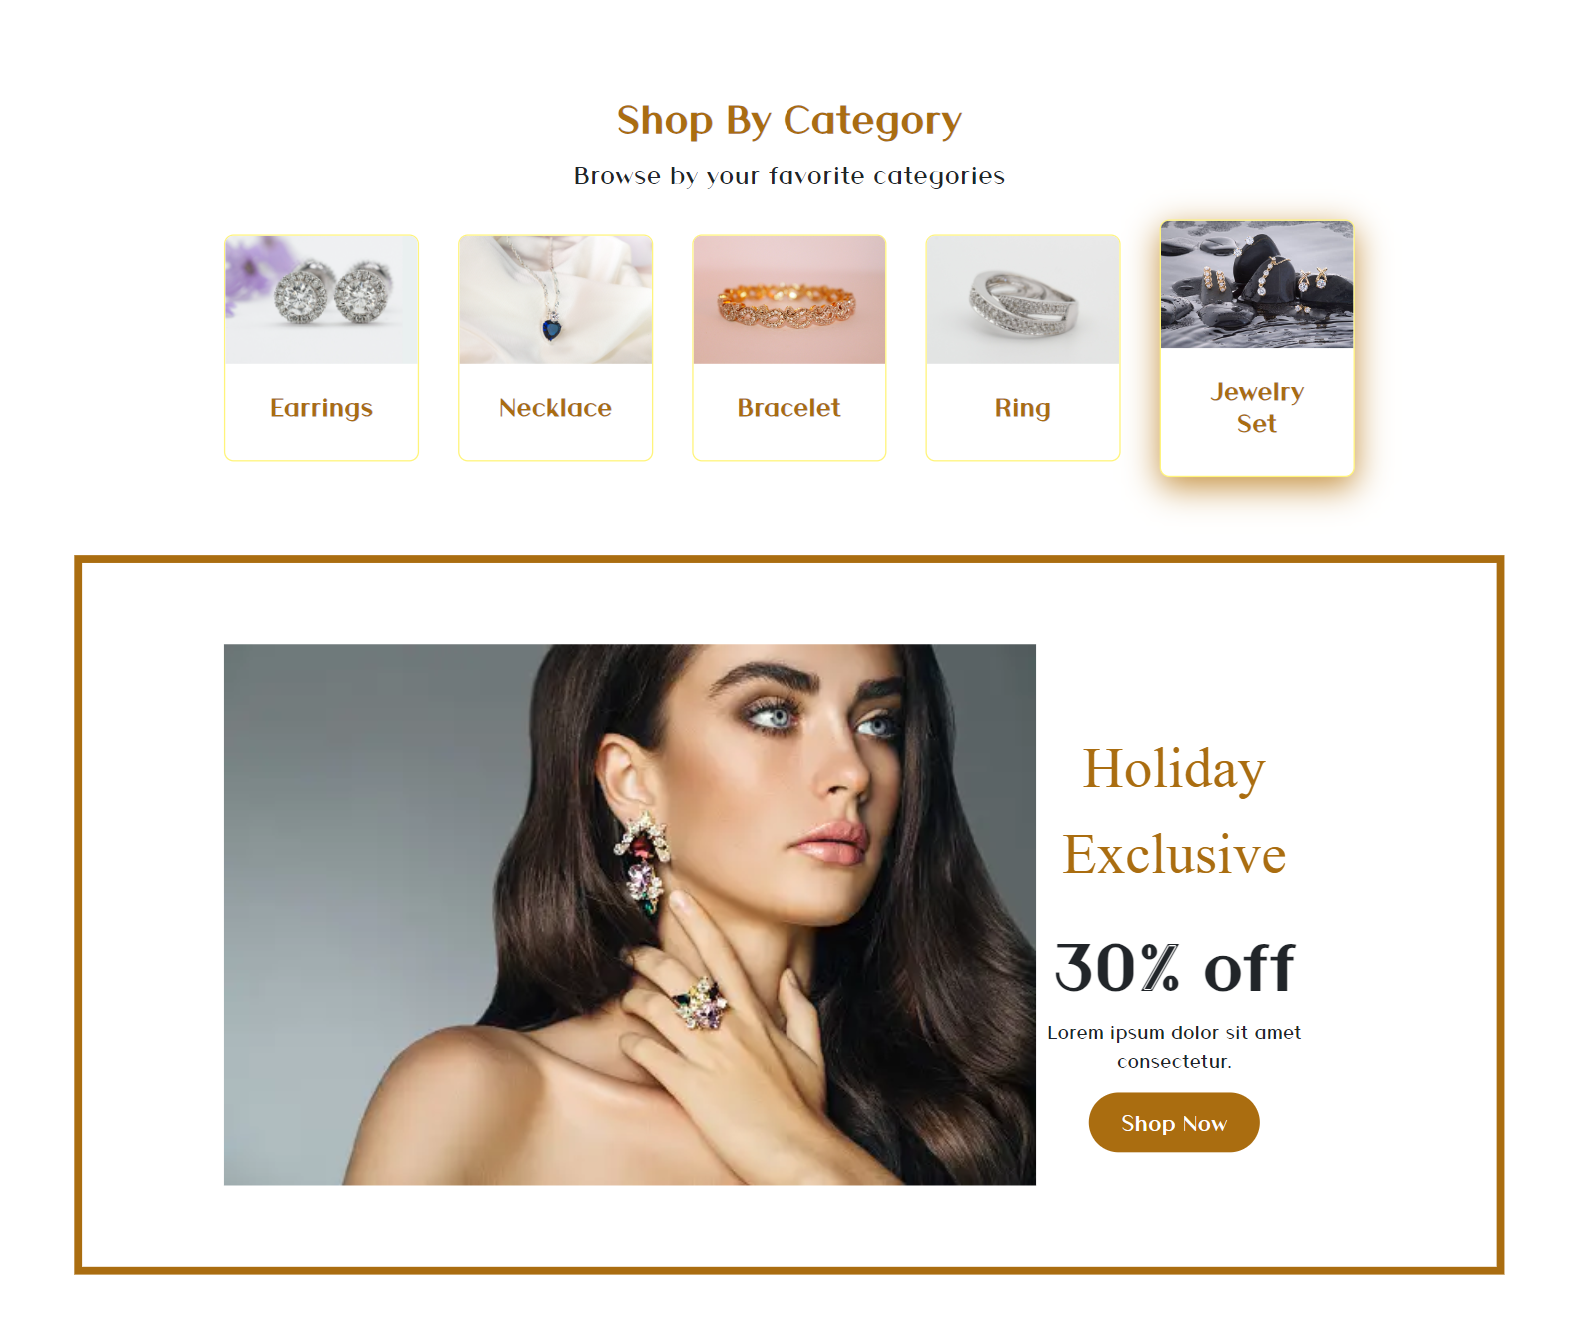 Shop By Category
Browse by your favorite categories
Earrings
Necklace
Bracelet
Ring
Jewelry
Set
Holiday
Exclusive
30% off
Lorem ipsum dolor sit amet
consectetur.
Shop Now